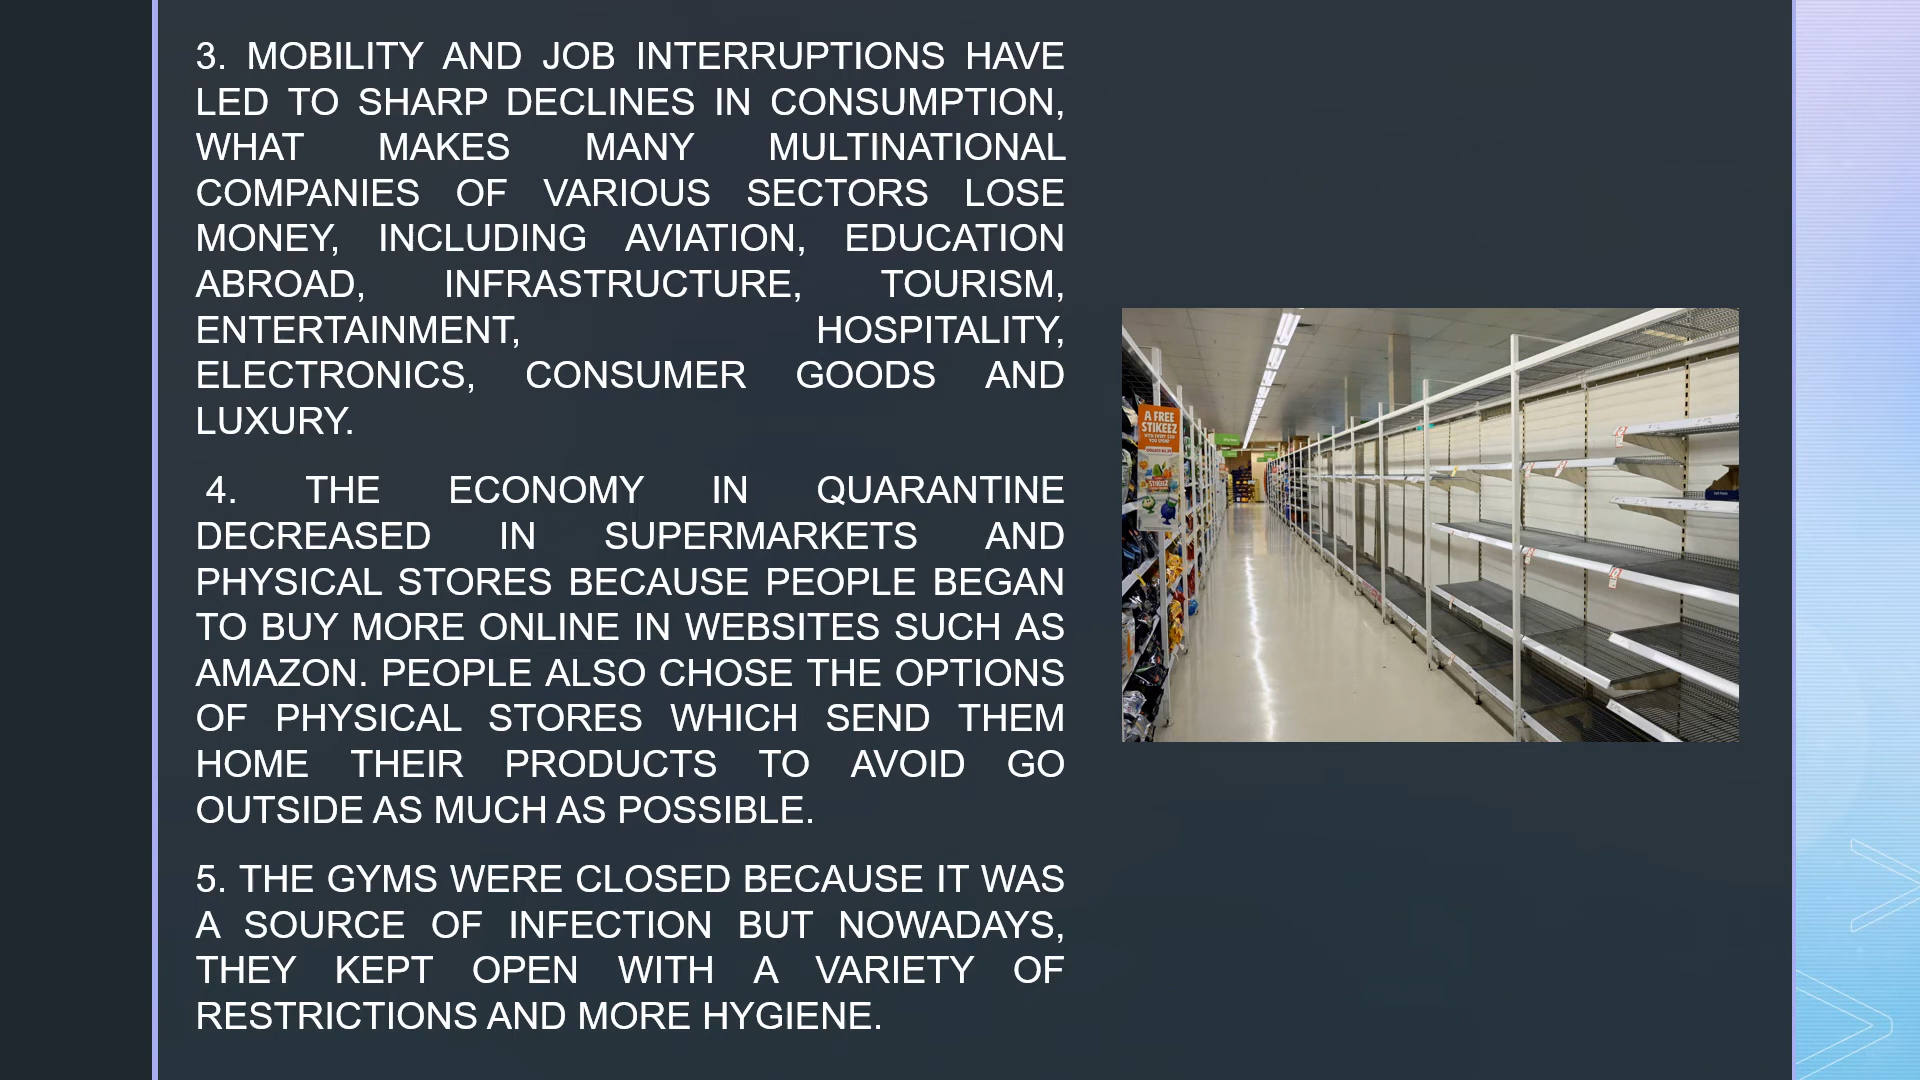 3. MOBILITY AND JOB INTERRUPTIONS HAVE
LED TO SHARP DECLINES IN CONSUMPTION,
WHAT MAKES MANY MULTINATIONAL
COMPANIES OF VARIOUS SECTORS LOSE
MONEY, INCLUDING AVIATION, EDUCATION
ABROAD, INFRASTRUCTURE, TOURISM,
ENTERTAINMENT, HOSPITALITY,
ELECTRONICS, CONSUMER GOODS AND
LUXURY.
4. THE ECONOMY IN QUARANTINE
DECREASED IN SUPERMARKETS AND
PHYSICAL STORES BECAUSE PEOPLE BEGAN
TO BUY MORE ONLINE IN WEBSITES SUCH AS
AMAZON. PEOPLE ALSO CHOSE THE OPTIONS
OF PHYSICAL STORES WHICH SEND THEM
HOME THEIR PRODUCTS TO AVOID GO
OUTSIDE AS MUCH AS POSSIBLE.
5. THE GYMS WERE CLOSED BECAUSE IT WAS
A SOURCE OF INFECTION BUT NOWADAYS,
THEY KEPT OPEN WITH A VARIETY OF
RESTRICTIONS AND MORE HYGIENE.
A FREE
STIKEEZ